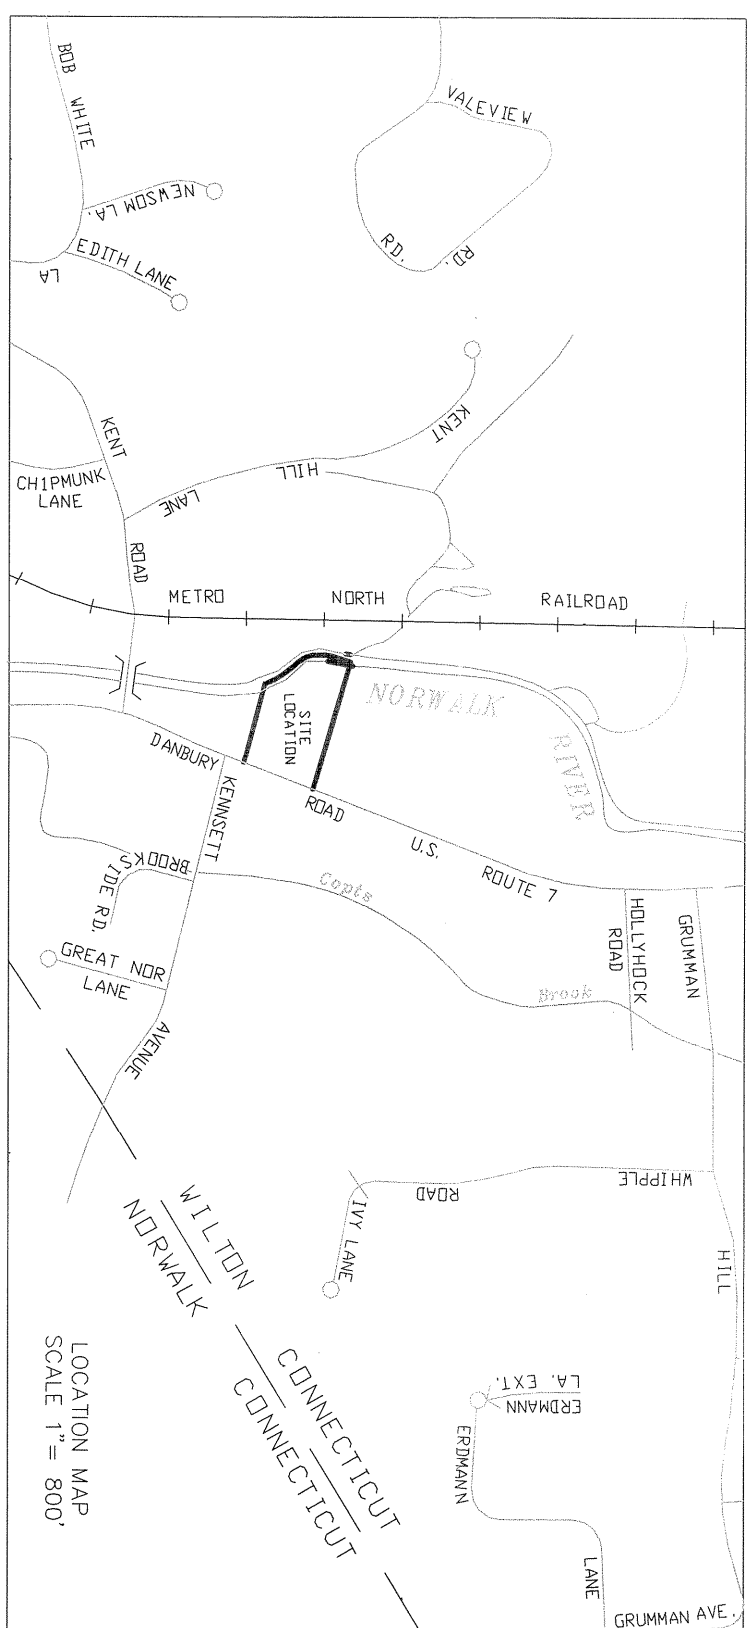 BOB WHITE
LA
VALEVIEW
RD.
RD.
NEWSOM LA.
EDITH LANE
KENT
ROAD
CH1PMUNK
LANE
KENT
HILL
LANE
METRO NORTH RAILROAD
NORWALK
RIVER
SITE
LOCATION
DANBURY
ROAD
U.S.
ROUTE 7
KENNSETT
AVENUE
BROOKS
IDE RD.
GREAT NOR
LANE
Copts
Brook
HOLLYHOCK
ROAD
GRUMMAN
HILL
WHIPPLE
ROAD
IVY LANE
WILTON
NORWALK
CONNECTICUT
CONNECTICUT
ERDMANN
LA. EXT.
ERDMANN
LANE
GRUMMAN AVE.
LOCATION MAP
SCALE 1"= 800'